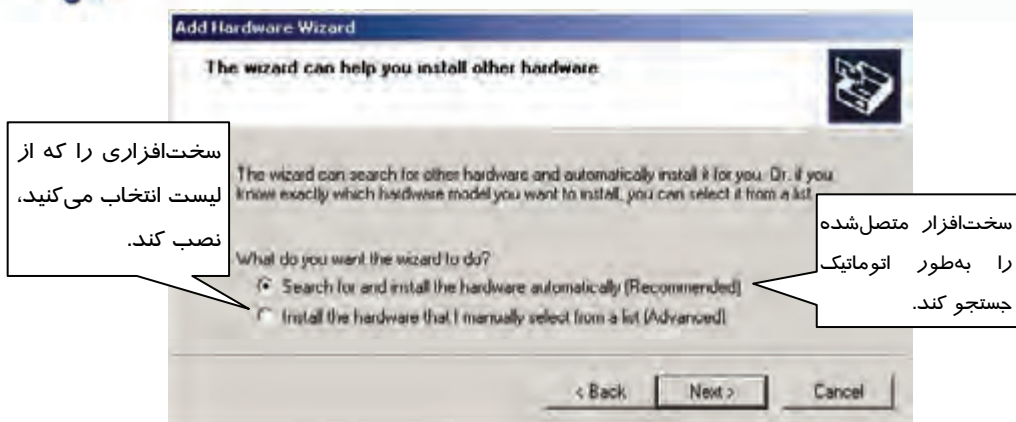 Add Hardware Wizard
The wizard can help you install other hardware
سخت‌افزاری را که از
لیست انتخاب می‌کنید،
نصب کند.
The wizard can search for other hardware and automatically install it for you. Or, if you
know exactly which hardware model you want to install, you can select it from a list
سخت‌افزار متصل‌شده
را به‌طور اتوماتیک
جستجو کند.
What do you want the wizard to do?
Search for and install the hardware automatically (Recommended)
Install the hardware that I manually select from a list (Advanced)
< Back
Next >
Cancel